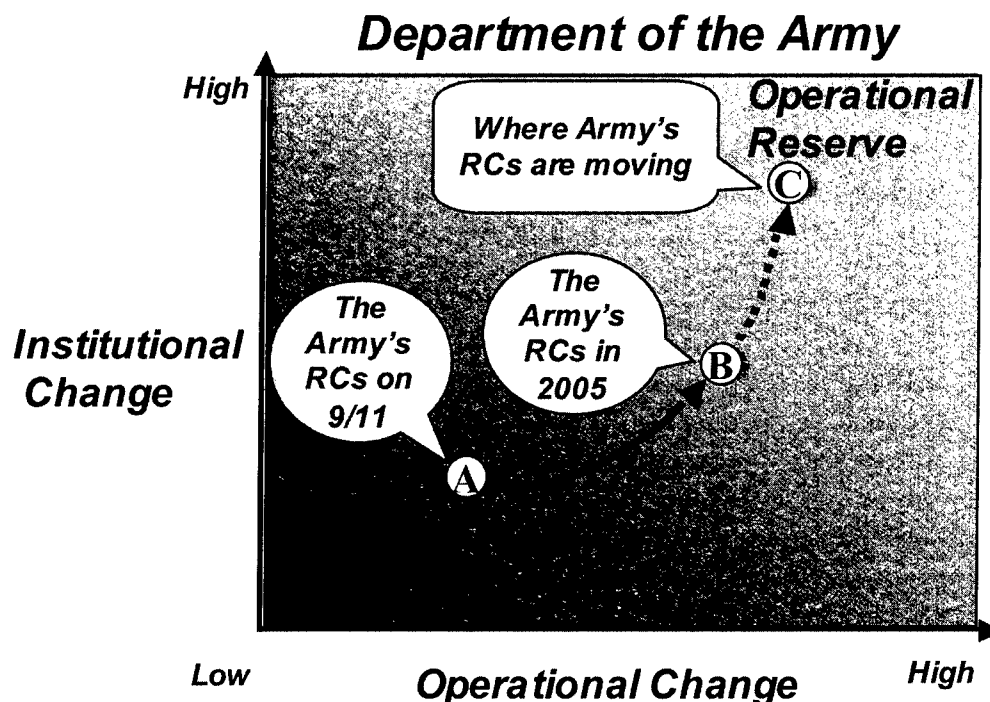 Department of the Army
High
Operational
Reserve
Where Army's
RCs are moving
C
The
Army's
RCs in
2005
B
The
Army's
RCs on
9/11
A
Institutional
Change
Low
Operational Change
High